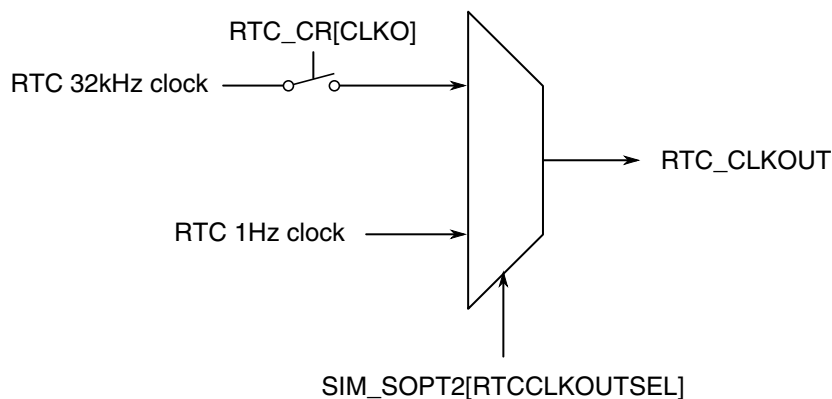 RTC_CR[CLKO]
RTC 32kHz clock
RTC_CLKOUT
RTC 1Hz clock
SIM_SOPT2[RTCCLKOUTSEL]